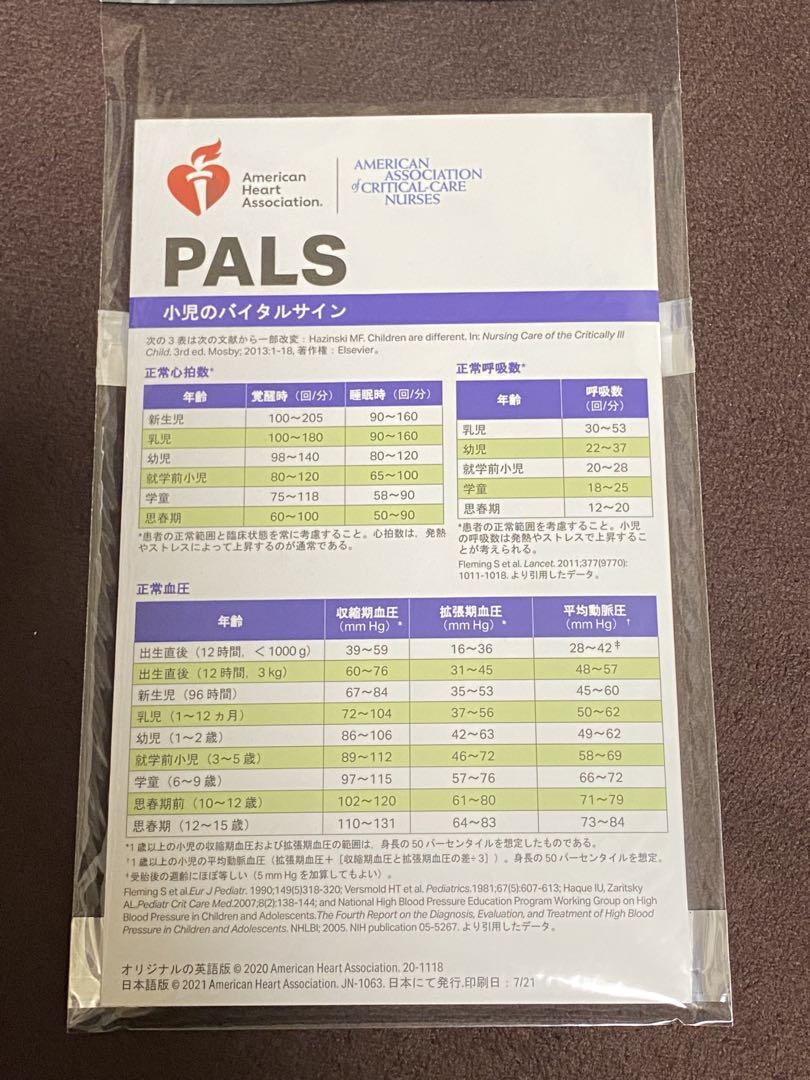 American
Heart
Association.
AMERICAN
ASSOCIATION
of CRITICAL-CARE
NURSES
PALS
小児のバイタルサイン
次の3表は次の文献から一部改変：Hazinski MF. Children are different. In: Nursing Care of the Critically Ill
Child. 3rd ed. Mosby; 2013:1-18, 著作権：Elsevier。
正常心拍数*
年齢 覚醒時（回/分） 睡眠時（回/分）
新生児 100～205 90～160
乳児 100～180 90～160
幼児 98～140 80～120
就学前小児 80～120 65～100
学童 75～118 58～90
思春期 60～100 50～90
*患者の正常範囲と臨床状態を常に考慮すること。心拍数は，発熱
やストレスによって上昇するのが通常である。
正常呼吸数*
年齢 呼吸数
（回/分）
乳児 30～53
幼児 22～37
就学前小児 20～28
学童 18～25
思春期 12～20
*患者の正常範囲を考慮すること。小児
の呼吸数は発熱やストレスで上昇するこ
とが考えられる。
Fleming S et al. Lancet. 2011;377(9770):
1011-1018. より引用したデータ。
正常血圧
年齢 収縮期血圧 拡張期血圧 平均動脈圧
（mm Hg）* （mm Hg）* （mm Hg）†
出生直後（12時間，＜1000 g） 39～59 16～36 28～42‡
出生直後（12時間，3 kg） 60～76 31～45 48～57
新生児（96時間） 67～84 35～53 45～60
乳児（1～12ヵ月） 72～104 37～56 50～62
幼児（1～2歳） 86～106 42～63 49～62
就学前小児（3～5歳） 89～112 46～72 58～69
学童（6～9歳） 97～115 57～76 66～72
思春期前（10～12歳） 102～120 61～80 71～79
思春期（12～15歳） 110～131 64～83 73～84
*1歳以上の小児の収縮期血圧および拡張期血圧の範囲は，身長の50パーセンタイルを想定したものである。
†1歳以上の小児の平均動脈血圧（拡張期血圧＋［収縮期血圧と拡張期血圧の差÷3］）。身長の50パーセンタイルを想定。
‡受胎後の週齢にほぼ等しい（5 mm Hgを加算してもよい）。
Fleming S et al Eur J Pediatr. 1990;149(5)318-320; Versmold HT et al. Pediatrics.1981;67(5):607-613; Haque IU, Zaritsky
AL.Pediatr Crit Care Med.2007;8(2):138-144; and National High Blood Pressure Education Program Working Group on High
Blood Pressure in Children and Adolescents.The Fourth Report on the Diagnosis, Evaluation, and Treatment of High Blood
Pressure in Children and Adolescents. NHLBI; 2005. NIH publication 05-5267. より引用したデータ。
オリジナルの英語版 © 2020 American Heart Association. 20-1118
日本語版 © 2021 American Heart Association. JN-1063. 日本にて発行.印刷日：7/21